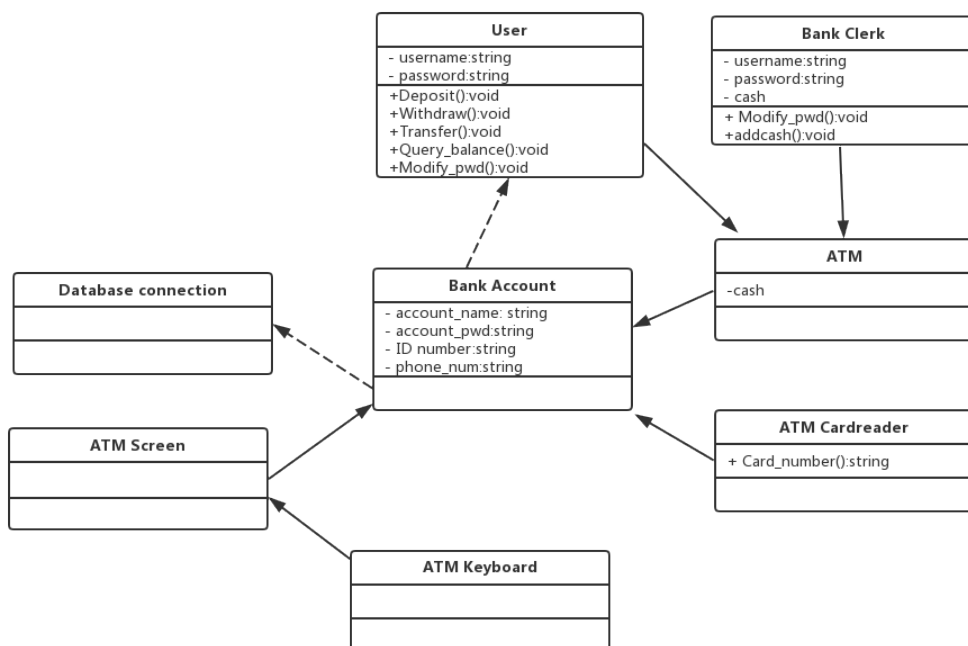 User
- username:string
- password:string
+Deposit():void
+Withdraw():void
+Transfer():void
+Query_balance():void
+Modify_pwd():void
Bank Clerk
- username:string
- password:string
- cash
+ Modify_pwd():void
+addcash():void
ATM
-cash
Database connection
Bank Account
- account_name: string
- account_pwd:string
- ID number:string
- phone_num:string
ATM Screen
ATM Cardreader
+ Card_number():string
ATM Keyboard